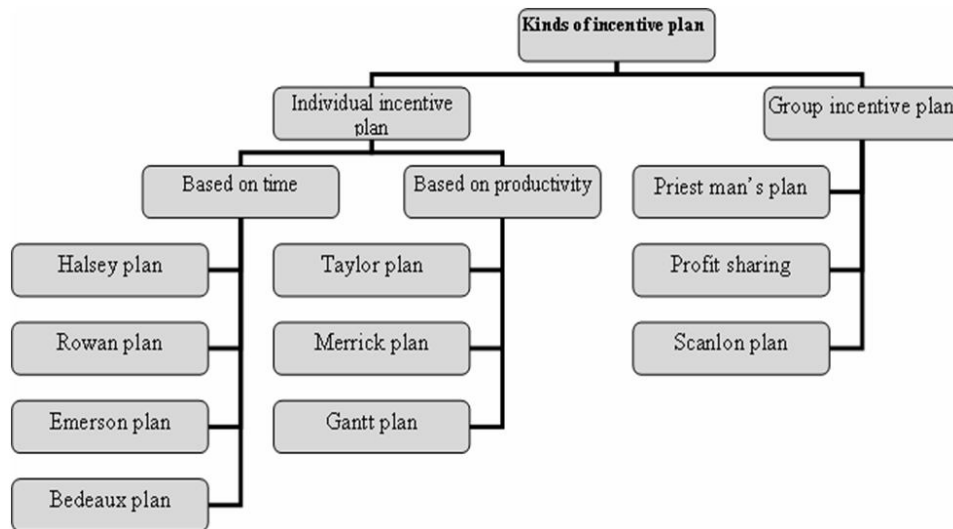 Kinds of incentive plan
Individual incentive
plan
Group incentive plan
Based on time
Based on productivity
Priest man’s plan
Halsey plan
Taylor plan
Profit sharing
Rowan plan
Merrick plan
Scanlon plan
Emerson plan
Gantt plan
Bedeaux plan